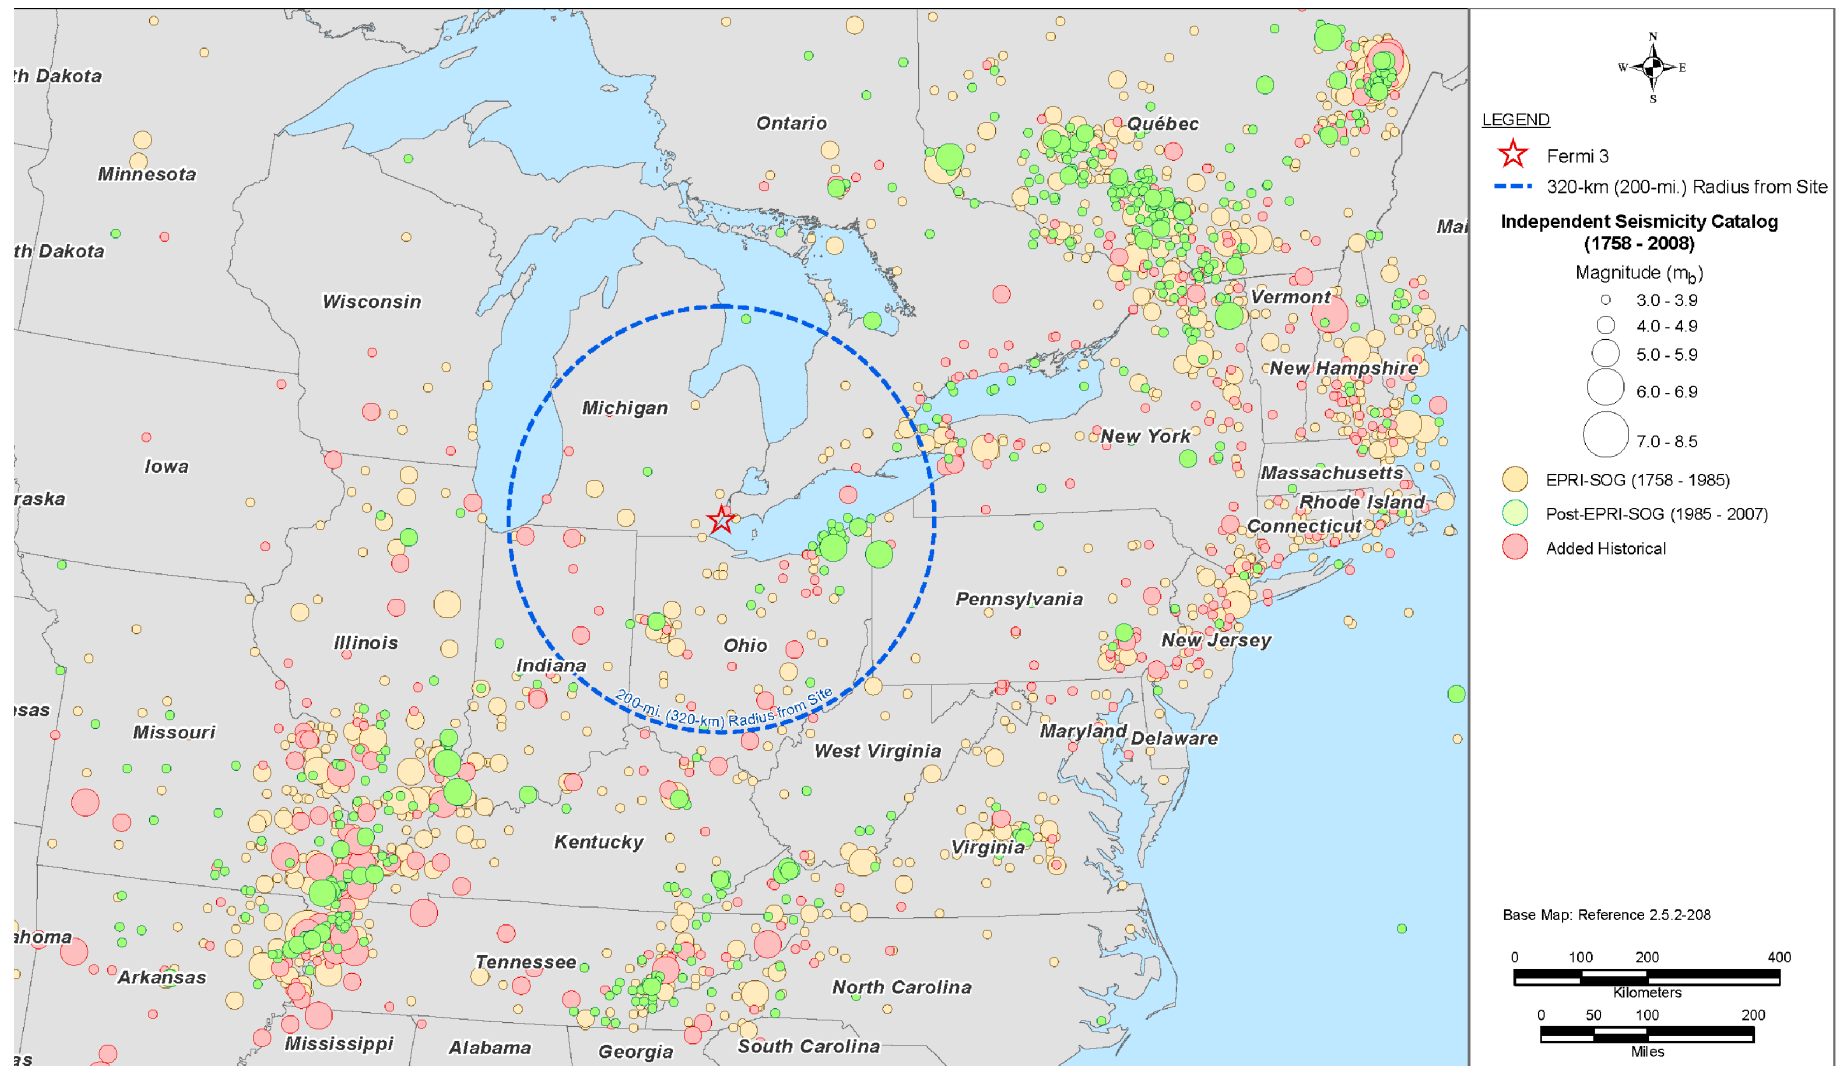 th Dakota
Minnesota
th Dakota
Wisconsin
Ontario
Québec
Mai
Vermont
New Hampshire
Michigan
New York
Iowa
raska
Massachusetts
Rhode Island
Connecticut
Pennsylvania
Illinois
Indiana
Ohio
New Jersey
200-mi. (320-km) Radius from Site
sas
Missouri
West Virginia
Maryland
Delaware
Kentucky
Virginia
ahoma
Arkansas
Tennessee
North Carolina
Mississippi
Alabama
Georgia
South Carolina
as
N
W E
S
LEGEND
Fermi 3
320-km (200-mi.) Radius from Site
Independent Seismicity Catalog
(1758 - 2008)
Magnitude (mb)
3.0 - 3.9
4.0 - 4.9
5.0 - 5.9
6.0 - 6.9
7.0 - 8.5
EPRI-SOG (1758 - 1985)
Post-EPRI-SOG (1985 - 2007)
Added Historical
Base Map: Reference 2.5.2-208
0 100 200 400
Kilometers
0 50 100 200
Miles